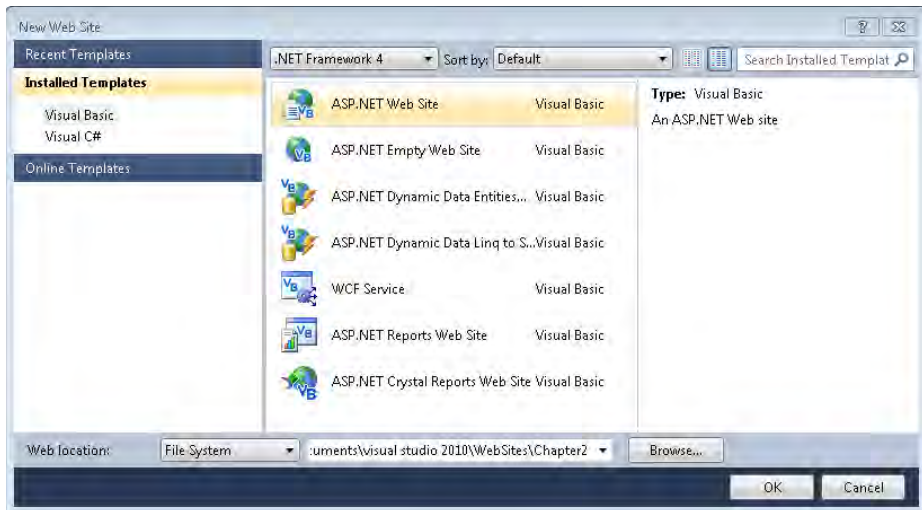 New Web Site
Recent Templates
Installed Templates
Visual Basic
Visual C#
Online Templates
.NET Framework 4
Sort by: Default
Search Installed Templat
ASP.NET Web Site Visual Basic
ASP.NET Empty Web Site Visual Basic
ASP.NET Dynamic Data Entities... Visual Basic
ASP.NET Dynamic Data Linq to S...Visual Basic
WCF Service Visual Basic
ASP.NET Reports Web Site Visual Basic
ASP.NET Crystal Reports Web Site Visual Basic
Type: Visual Basic
An ASP.NET Web site
Web location: File System :uments\visual studio 2010\WebSites\Chapter2 Browse...
OK Cancel